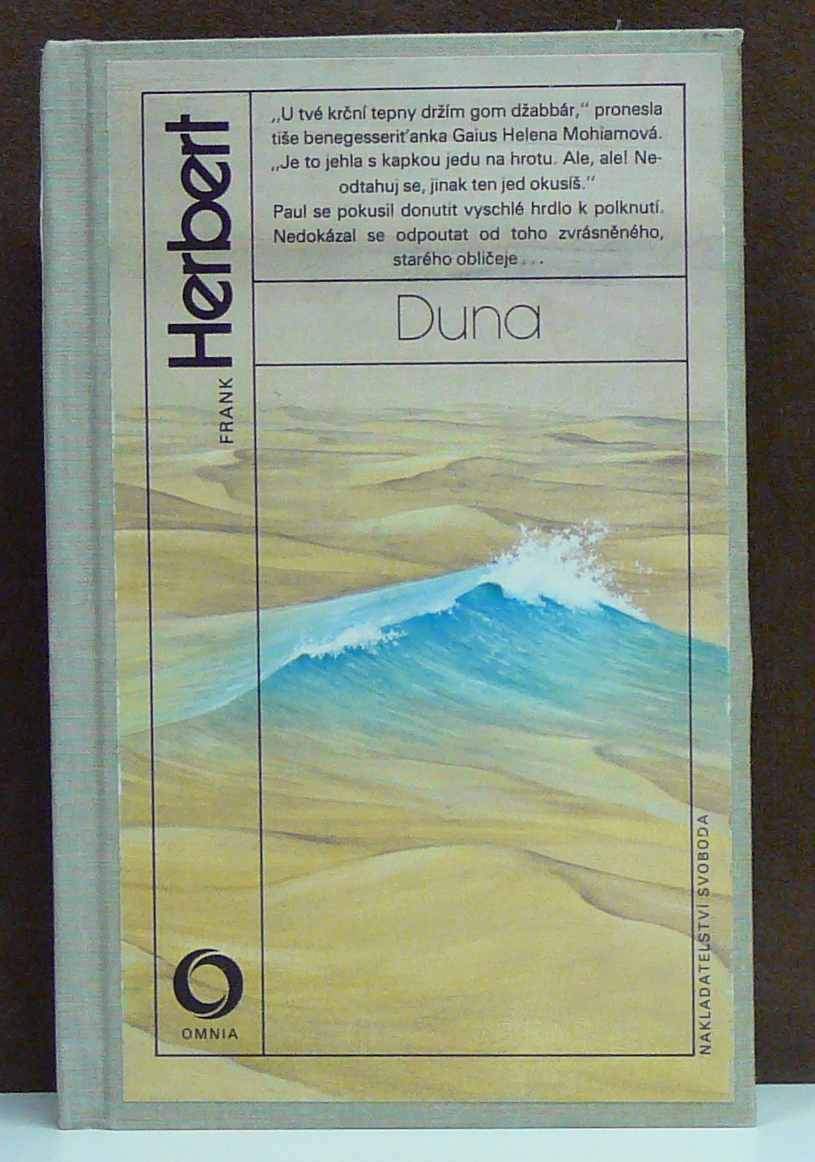 „U tvé krční tepny držím gom džabbár,“ pronesla
tiše benegesseriťanka Gaius Helena Mohiamová.
„Je to jehla s kapkou jedu na hrotu. Ale, ale! Ne-
odtahuj se, jinak ten jed okusíš.“
Paul se pokusil donutit vyschlé hrdlo k polknutí.
Nedokázal se odpoutat od toho zvrásněného,
starého obličeje...
FRANK Herbert
Duna
OMNIA
NAKLADATELSTVÍ SVOBODA